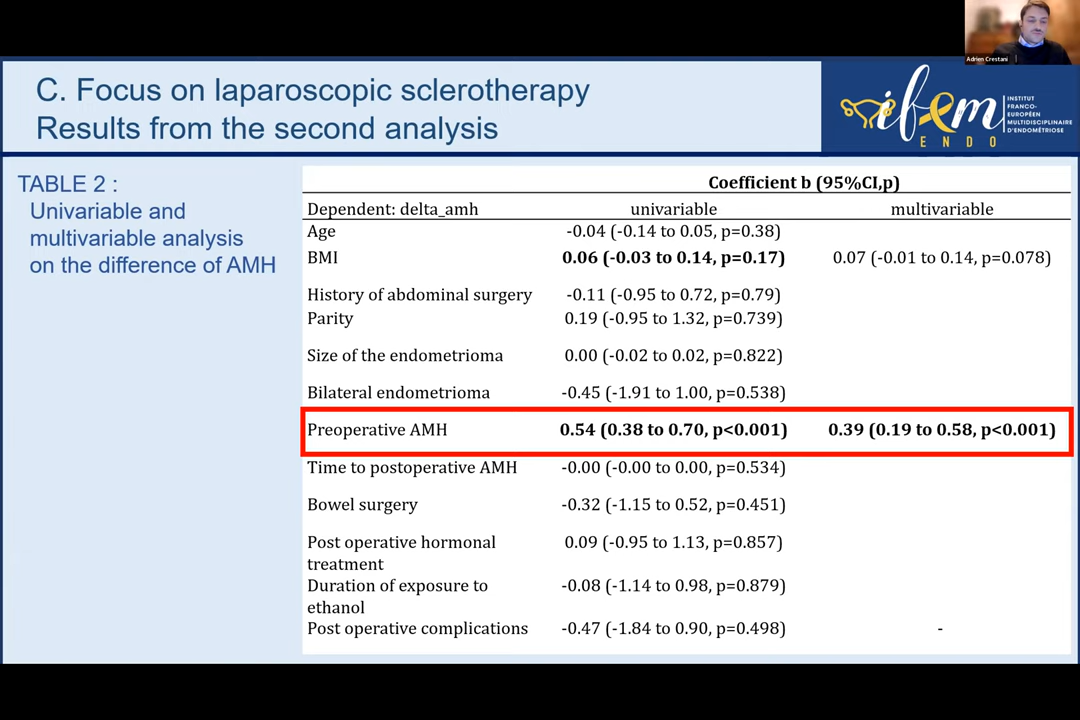 Adrien Crestani
C. Focus on laparoscopic sclerotherapy
Results from the second analysis
ifem
ENDO
INSTITUT
FRANCO-
EUROPÉEN
MULTIDISCIPLINAIRE
D'ENDOMÉTRIOSE
TABLE 2 :
Univariable and
multivariable analysis
on the difference of AMH
Coefficient b (95%CI,p)
Dependent: delta_amh univariable multivariable
Age -0.04 (-0.14 to 0.05, p=0.38)
BMI 0.06 (-0.03 to 0.14, p=0.17) 0.07 (-0.01 to 0.14, p=0.078)
History of abdominal surgery -0.11 (-0.95 to 0.72, p=0.79)
Parity 0.19 (-0.95 to 1.32, p=0.739)
Size of the endometrioma 0.00 (-0.02 to 0.02, p=0.822)
Bilateral endometrioma -0.45 (-1.91 to 1.00, p=0.538)
Preoperative AMH 0.54 (0.38 to 0.70, p<0.001) 0.39 (0.19 to 0.58, p<0.001)
Time to postoperative AMH -0.00 (-0.00 to 0.00, p=0.534)
Bowel surgery -0.32 (-1.15 to 0.52, p=0.451)
Post operative hormonal 0.09 (-0.95 to 1.13, p=0.857)
treatment
Duration of exposure to -0.08 (-1.14 to 0.98, p=0.879)
ethanol
Post operative complications -0.47 (-1.84 to 0.90, p=0.498) -